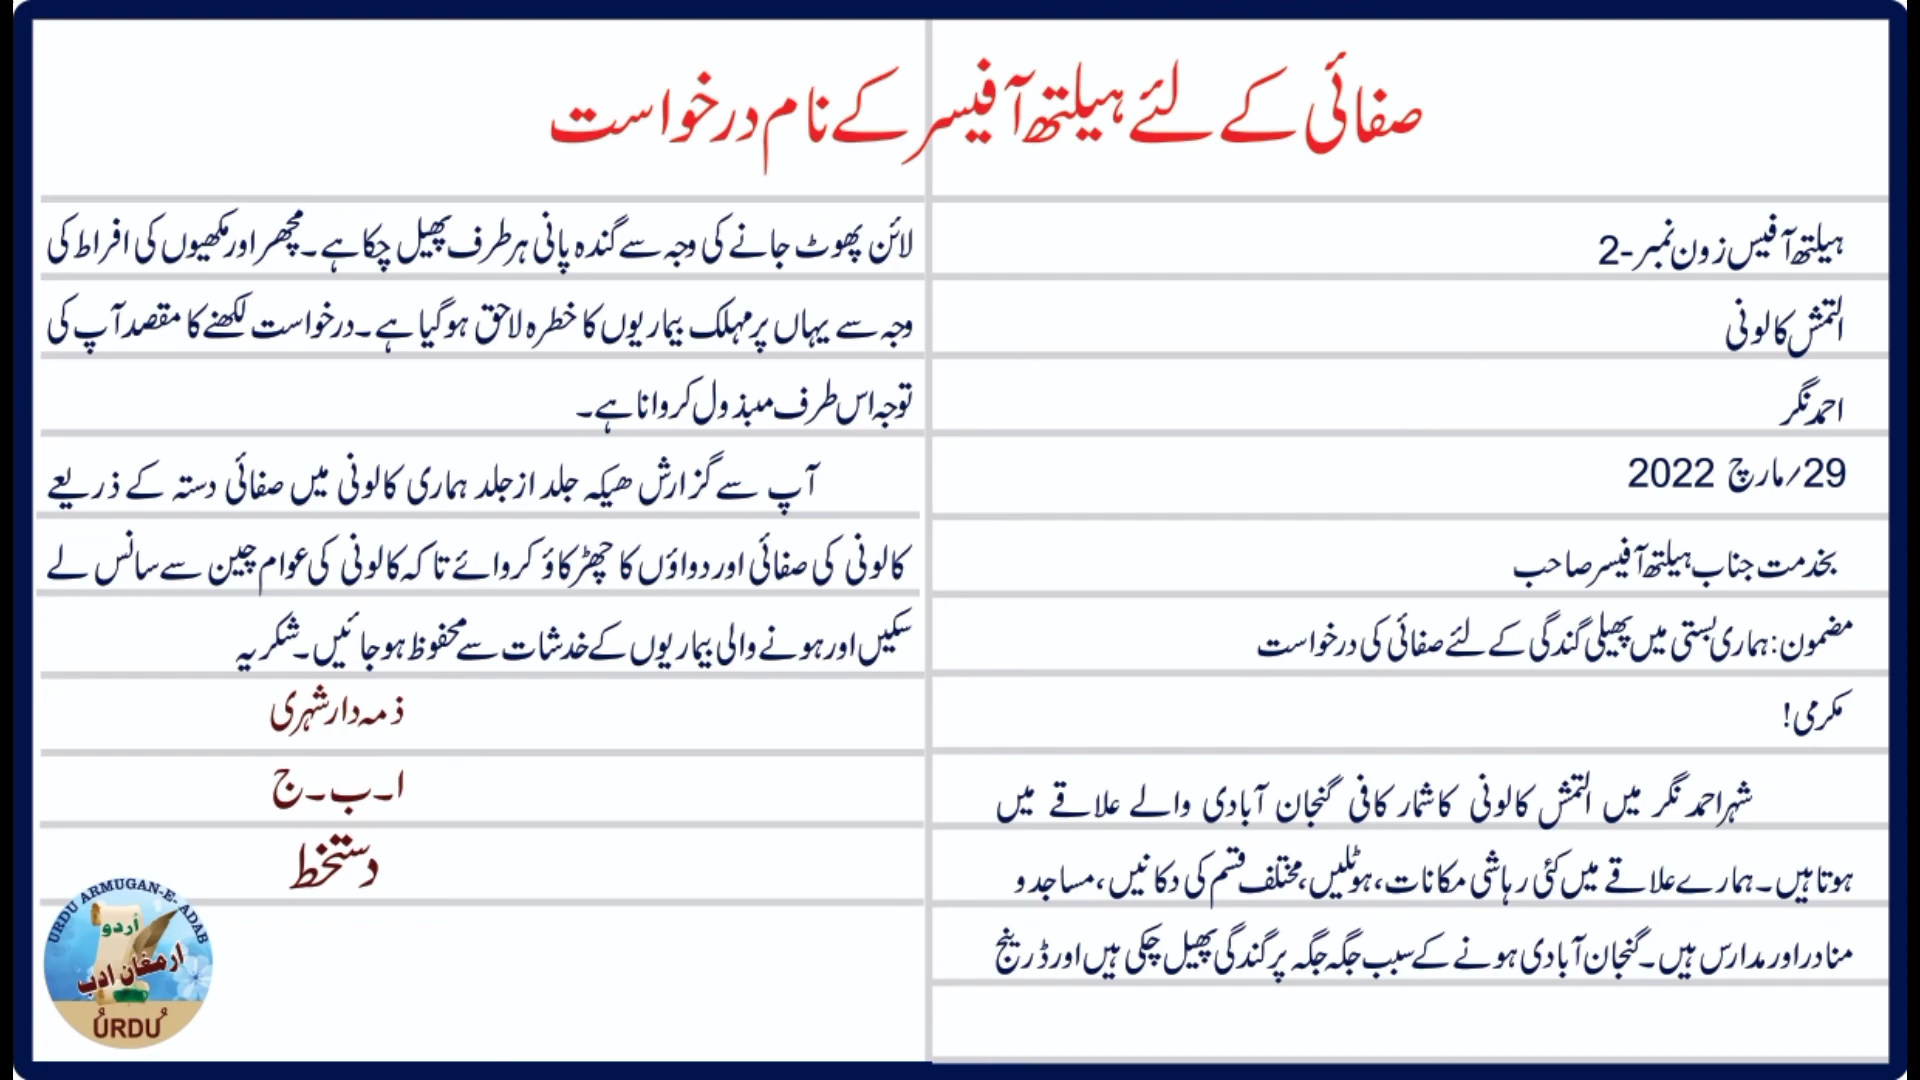 صفائی کے لئے ہیلتھ آفیسر کے نام درخواست
ہیلتھ آفیس زون نمبر-2
التمش کالونی
احمد نگر
29/مارچ 2022
بخدمت جناب ہیلتھ آفیسر صاحب
مضمون: ہماری بستی میں پھیلی گندگی کے لئے صفائی کی درخواست
مکرمی!
شہر احمد نگر میں التمش کالونی کا شمار کافی گنجان آبادی والے علاقے میں
ہوتا ہیں۔ ہمارے علاقے میں کئی رہاشی مکانات، ہوٹلیں، مختلف قسم کی دکانیں، مساجد و
منادر اور مدارس ہیں۔ گنجان آبادی ہونے کے سبب جگہ جگہ پر گندگی پھیل چکی ہیں اور ڈرینج
لائن پھوٹ جانے کی وجہ سے گندہ پانی ہر طرف پھیل چکا ہے۔ مچھر اور مکھیوں کی افراط کی
وجہ سے یہاں پر مہلک بیماریوں کا خطرہ لاحق ہو گیا ہے۔ درخواست لکھنے کا مقصد آپ کی
توجہ اس طرف مبذول کروانا ہے۔
آپ سے گزارش ھیکہ جلد از جلد ہماری کالونی میں صفائی دستہ کے ذریعے
کالونی کی صفائی اور دواؤں کا چھڑکاؤ کروائے تاکہ کالونی کی عوام چین سے سانس لے
سکیں اور ہونے والی بیماریوں کے خدشات سے محفوظ ہو جائیں۔ شکریہ
ذمہ دار شہری
ا۔ب۔ج
دستخط
URDU ARMUGAN-E-ADAB
اُردو
ارمغان ادب
URDU